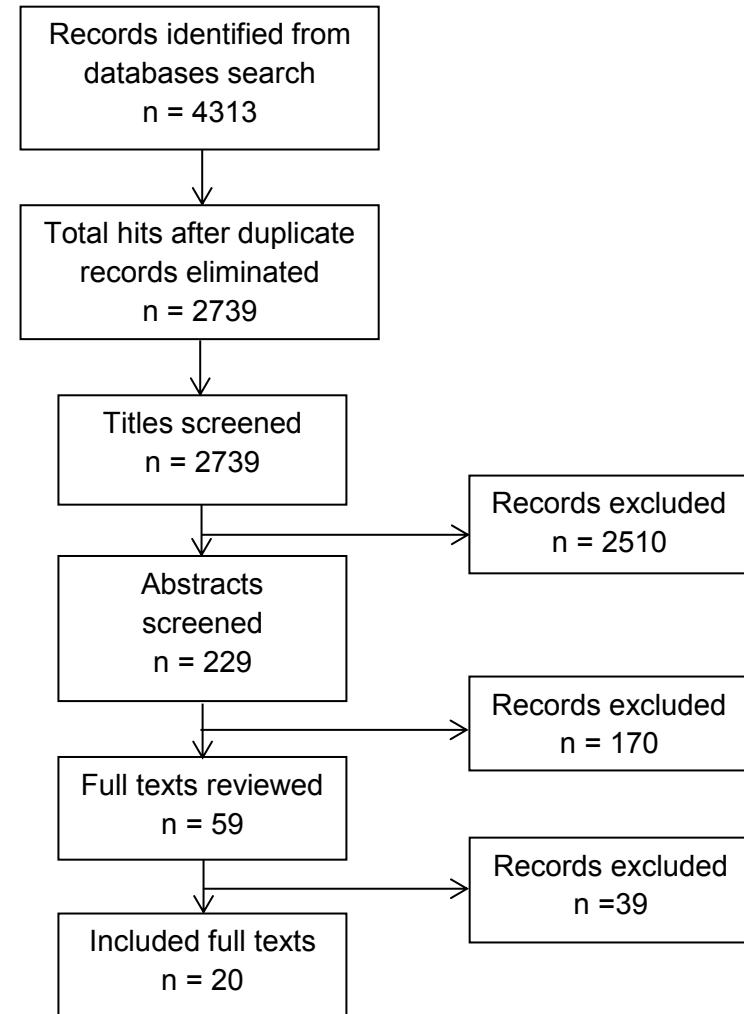 Records identified from
databases search
n = 4313
Total hits after duplicate
records eliminated
n = 2739
Titles screened
n = 2739
Records excluded
n = 2510
Abstracts
screened
n = 229
Records excluded
n = 170
Full texts reviewed
n = 59
Records excluded
n =39
Included full texts
n = 20